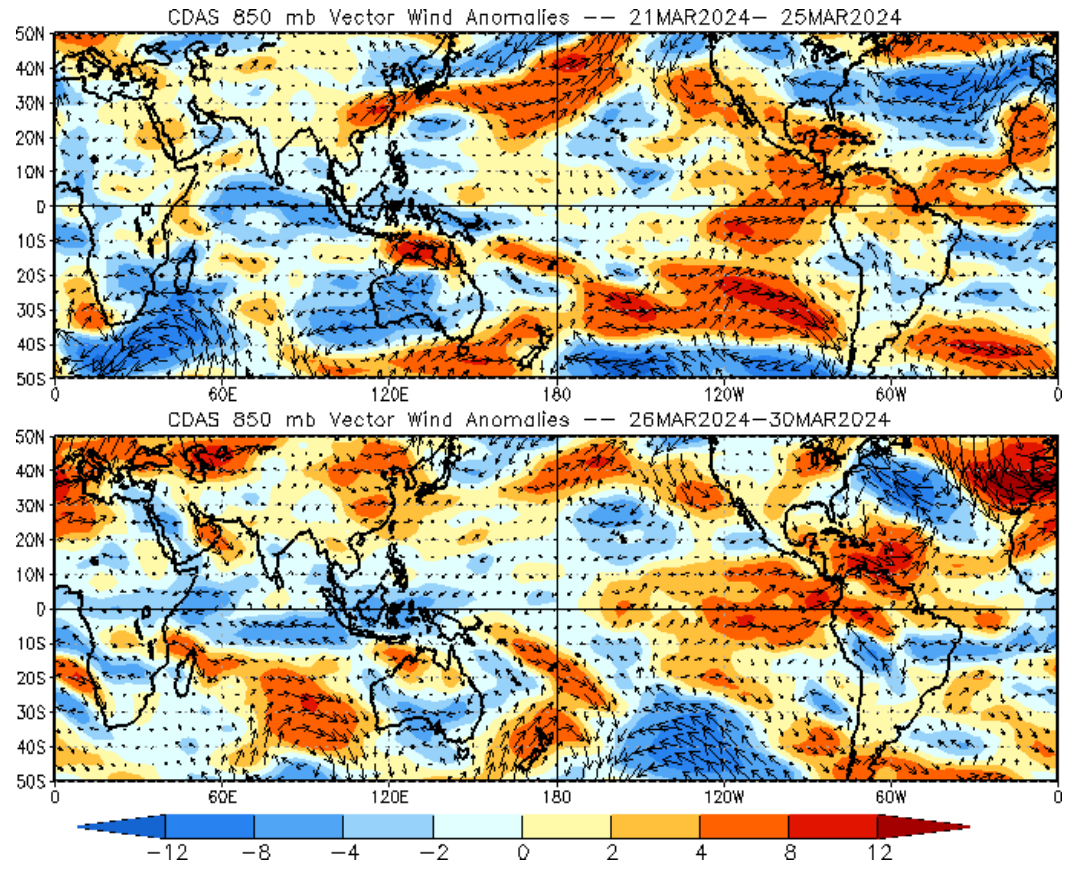 CDAS 850 mb Vector Wind Anomalies -- 21MAR2024- 25MAR2024
50N
40N
30N
20N
10N
0
10S
20S
30S
40S
50S
0 60E 120E 180 120W 60W 0
CDAS 850 mb Vector Wind Anomalies -- 26MAR2024-30MAR2024
50N
40N
30N
20N
10N
0
10S
20S
30S
40S
50S
0 60E 120E 180 120W 60W 0
-12 -8 -4 -2 0 2 4 8 12